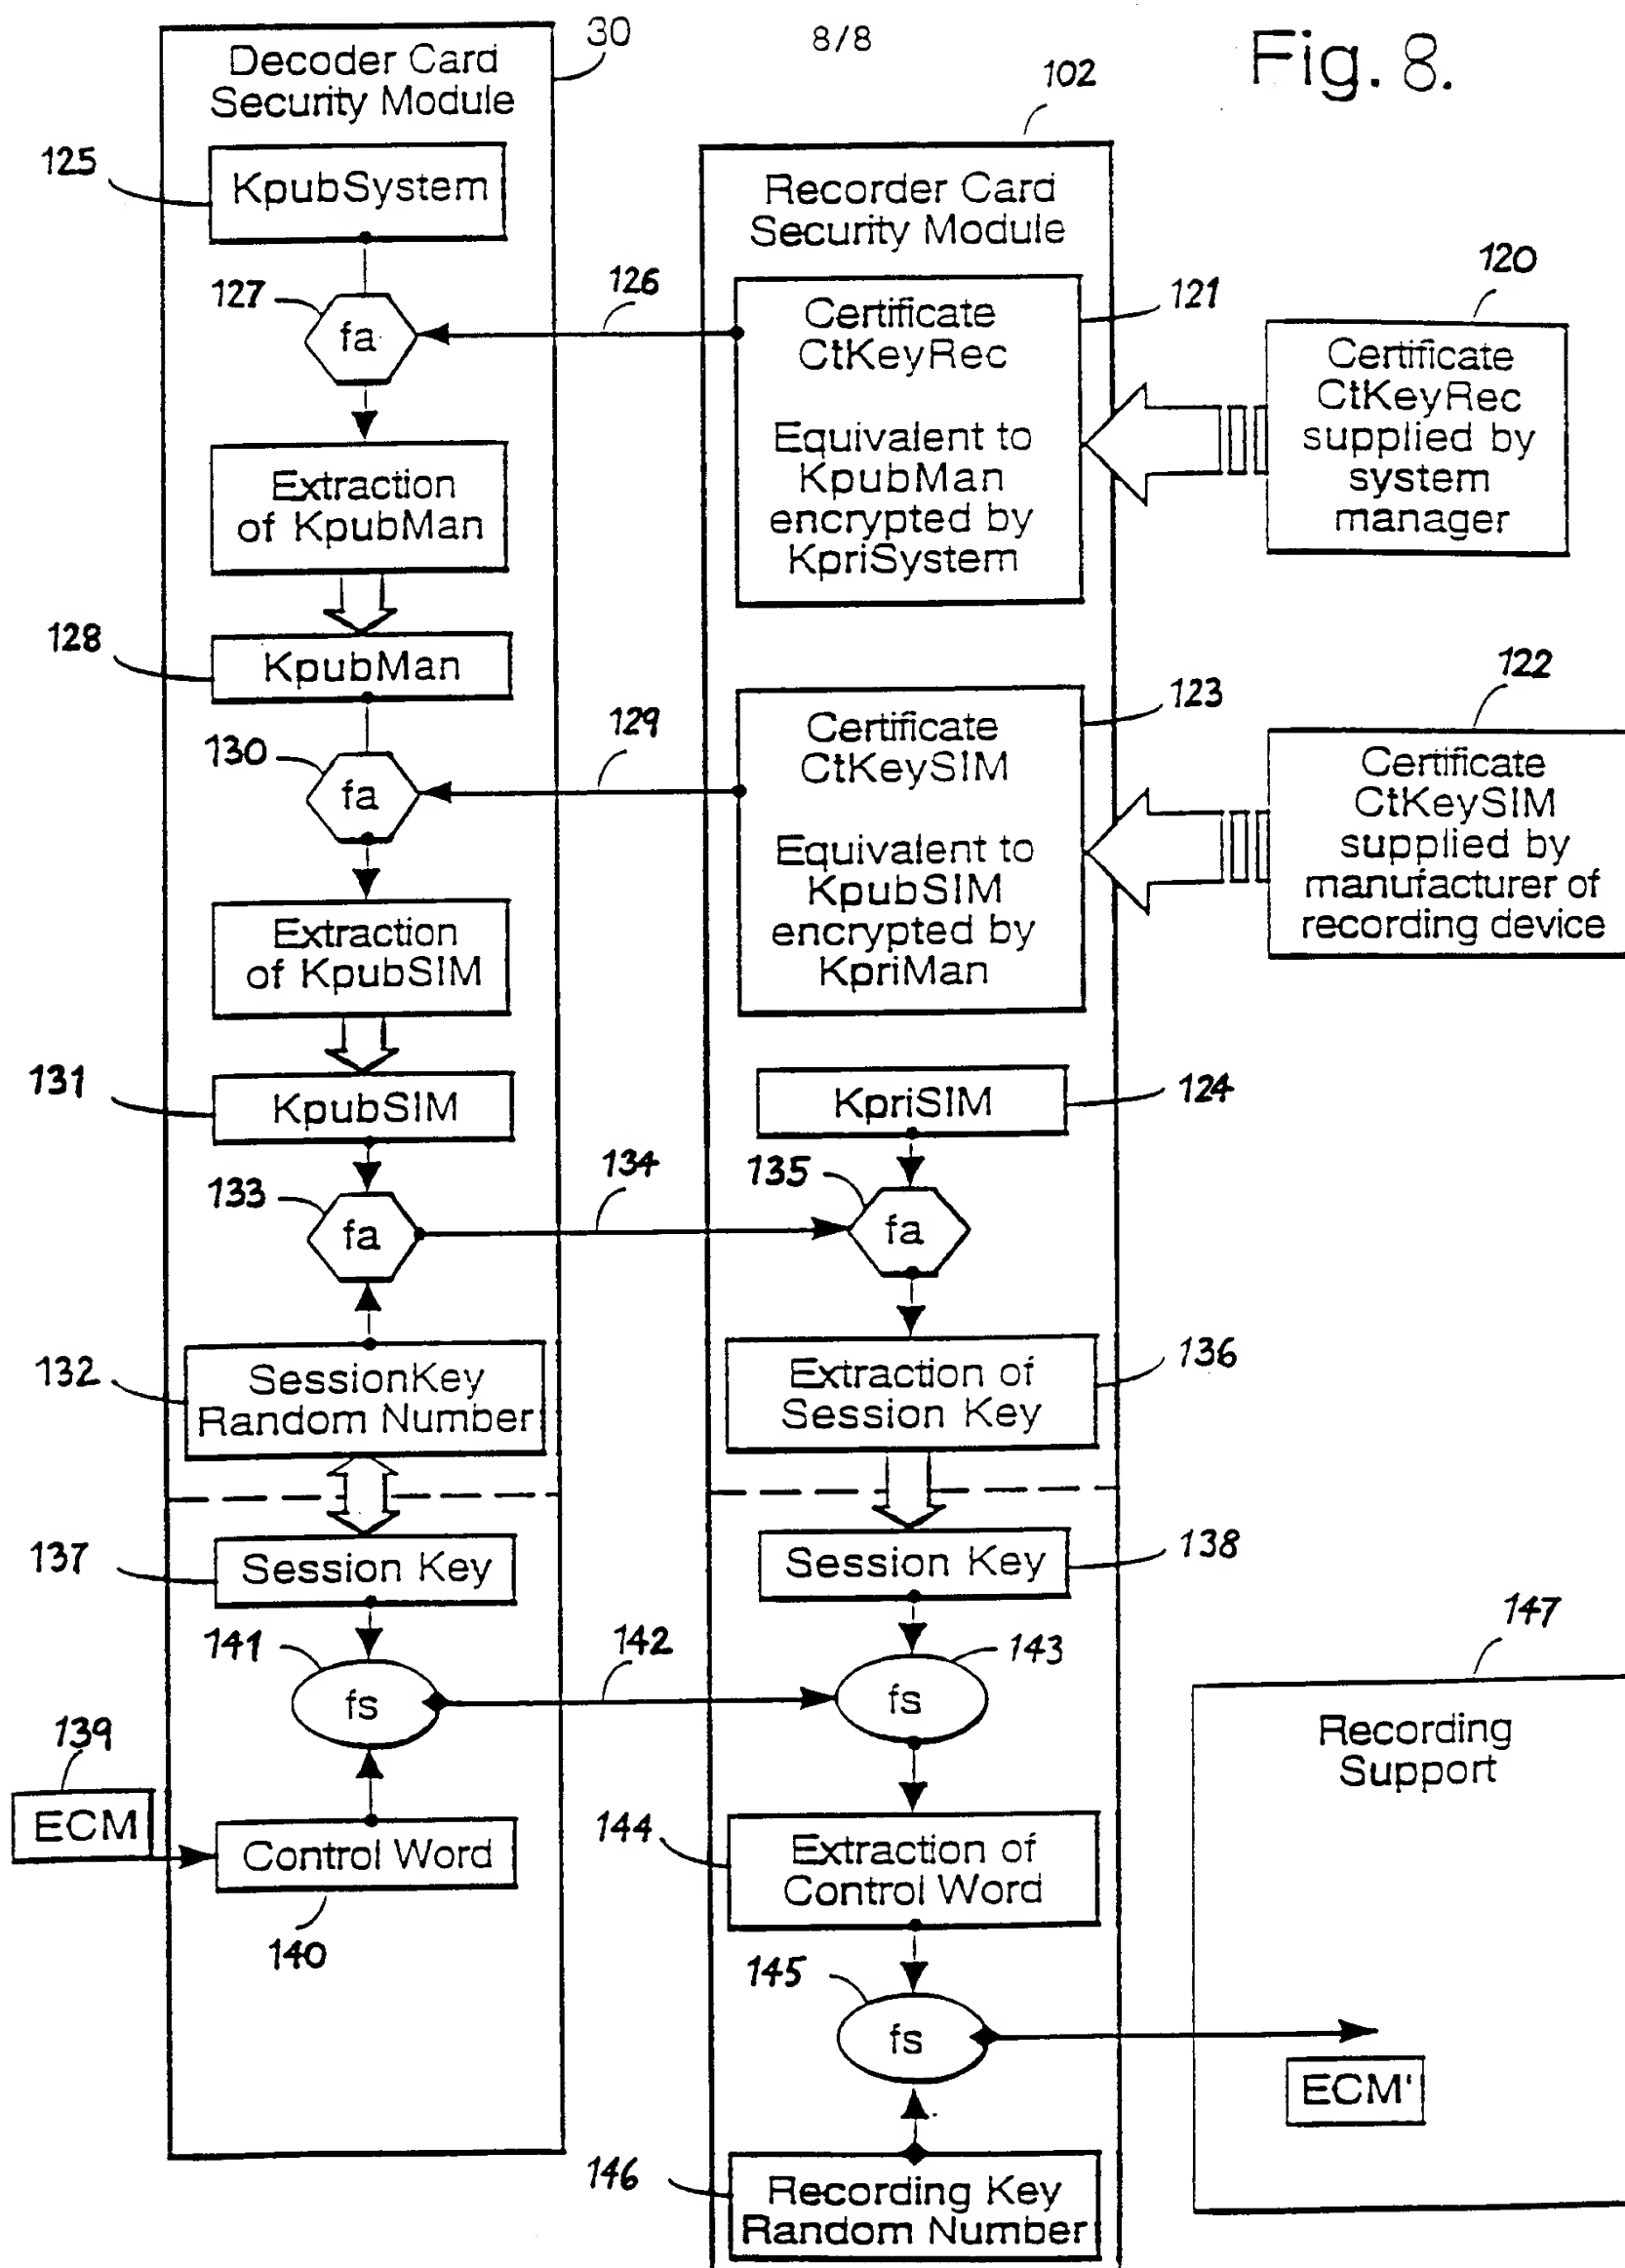 8/8
Fig. 8.
30
Decoder Card
Security Module
102
125
KpubSystem
Recorder Card
Security Module
127
fa
126
Certificate
CtKeyRec
Equivalent to
KpubMan
encrypted by
KpriSystem
121
120
Certificate
CtKeyRec
supplied by
system
manager
Extraction
of KpubMan
128
KpubMan
130
fa
129
Certificate
CtKeySIM
Equivalent to
KpubSIM
encrypted by
KpriMan
123
122
Certificate
CtKeySIM
supplied by
manufacturer of
recording device
Extraction
of KpubSIM
131
KpubSIM
KpriSIM
124
133
fa
134
135
fa
132
SessionKey
Random Number
Extraction of
Session Key
136
137
Session Key
Session Key
138
141
fs
142
fs
143
147
Recording
Support
139
ECM
Control Word
140
144
Extraction of
Control Word
145
fs
ECM'
146
Recording Key
Random Number